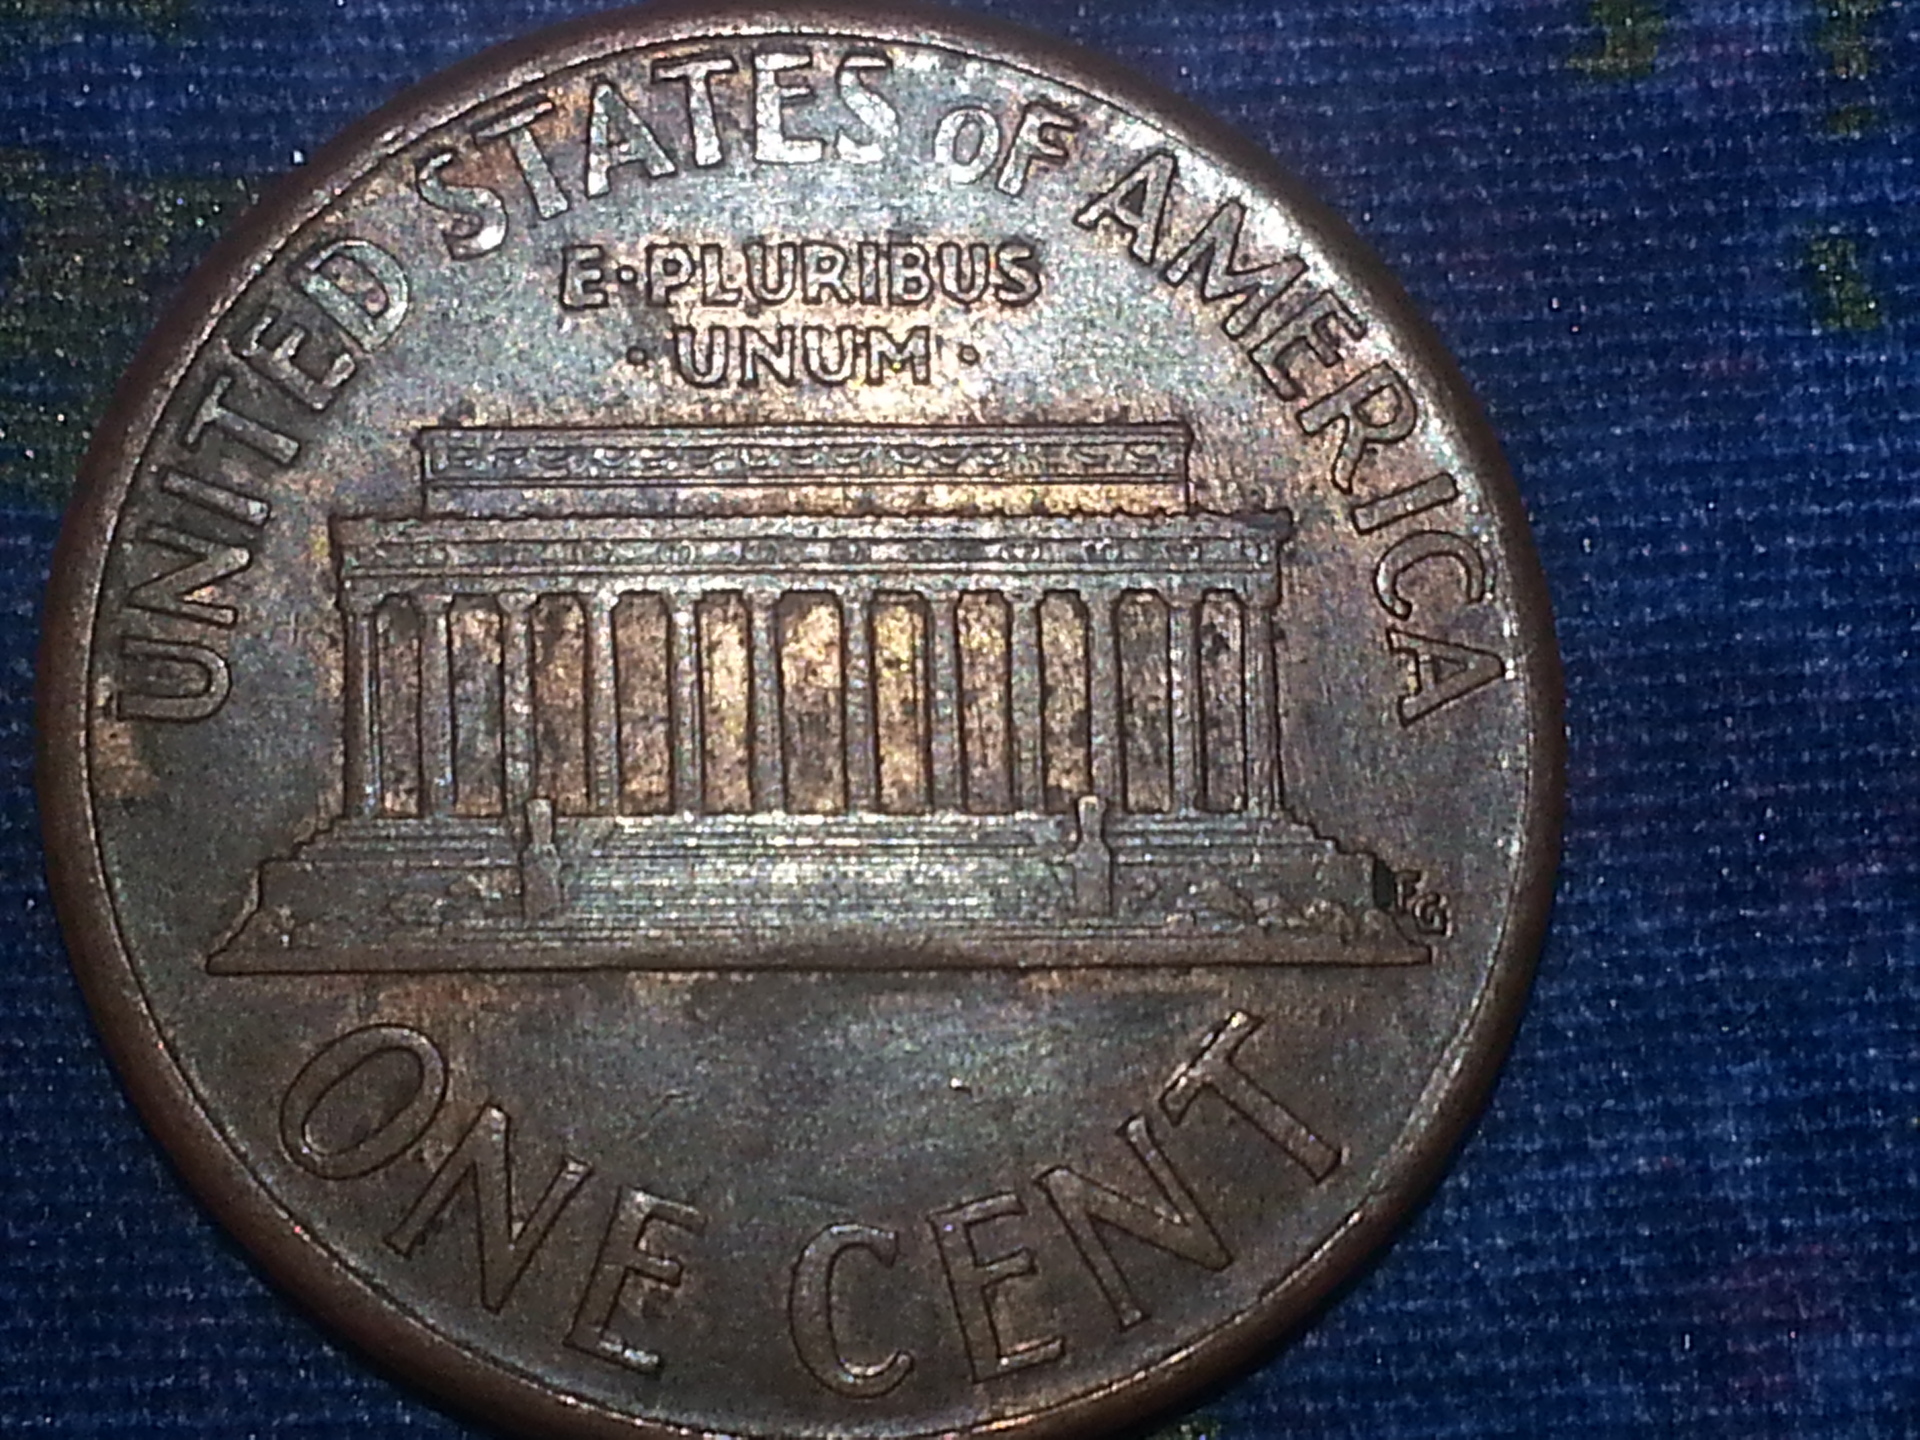 UNITED STATES OF AMERICA
E·PLURIBUS
·UNUM·
FG
ONE CENT